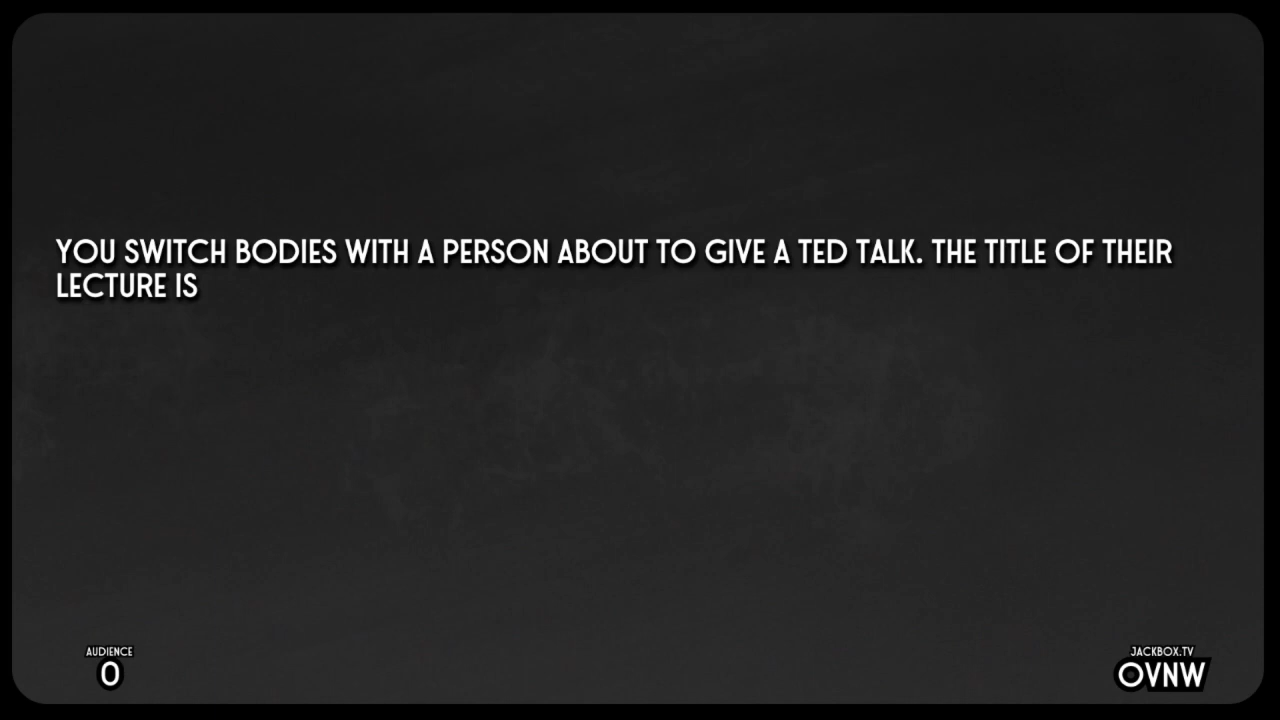 YOU SWITCH BODIES WITH A PERSON ABOUT TO GIVE A TED TALK. THE TITLE OF THEIR
LECTURE IS
AUDIENCE
0
JACKBOX.TV
OVNW